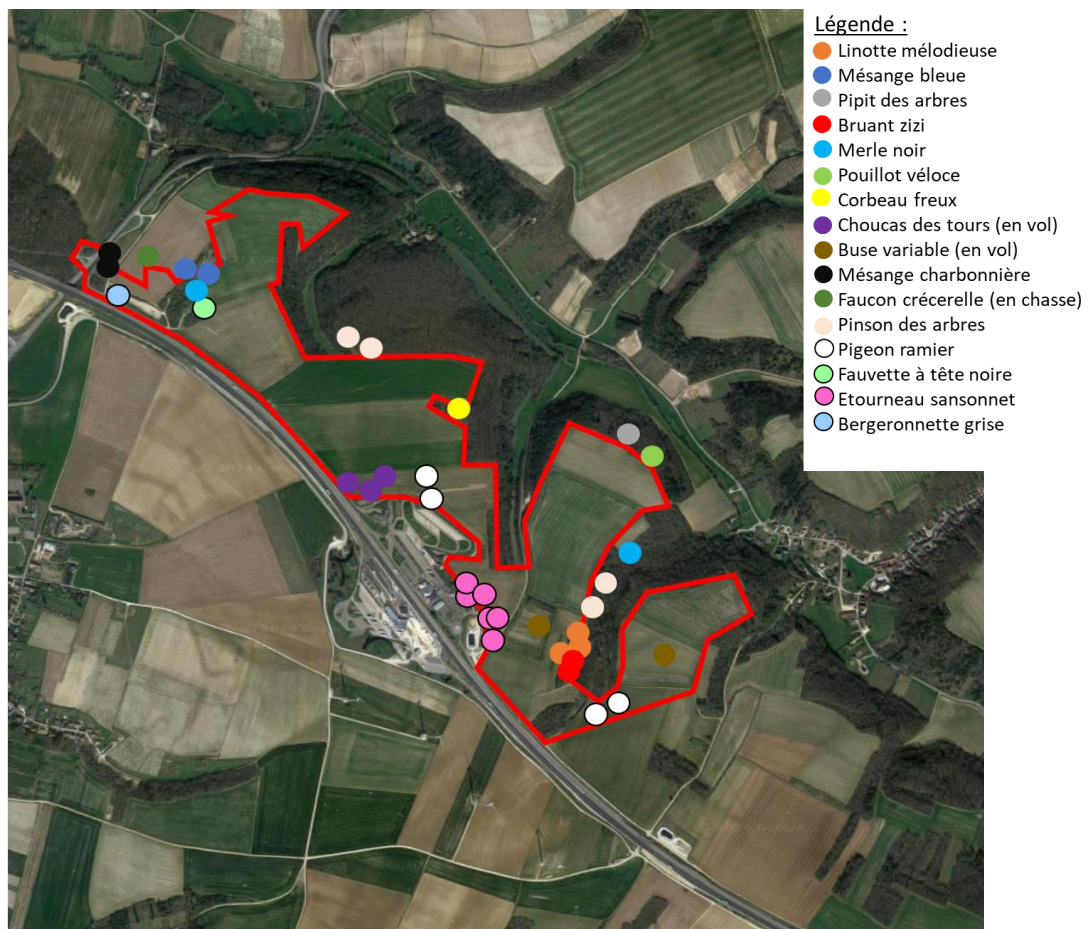 Légende :
Linotte mélodieuse
Mésange bleue
Pipit des arbres
Bruant zizi
Merle noir
Pouillot véloce
Corbeau freux
Choucas des tours (en vol)
Buse variable (en vol)
Mésange charbonnière
Faucon crécerelle (en chasse)
Pinson des arbres
Pigeon ramier
Fauvette à tête noire
Etourneau sansonnet
Bergeronnette grise